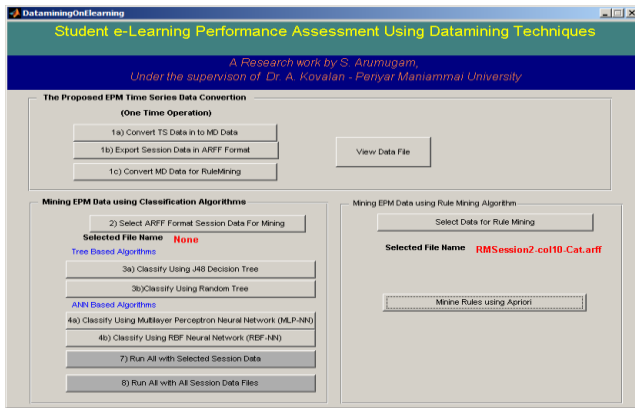 DataminingOnElearning
Student e-Learning Performance Assessment Using Datamining Techniques
A Research work by S. Arumugam,
Under the supervison of Dr. A. Kovalan - Periyar Maniammai University
The Proposed EPM Time Series Data Convertion
(One Time Operation)
1a) Convert TS Data in to MD Data
1b) Export Session Data in ARFF Format
1c) Convert MD Data for RuleMining
View Data File
Mining EPM Data using Classification Algorithms
2) Select ARFF Format Session Data For Mining
Selected File Name None
Tree Based Algorithms
3a) Classify Using J48 Decision Tree
3b)Classify Using Random Tree
ANN Based Algorithms
4a) Classify Using Multilayer Perceptron Neural Network (MLP-NN)
4b) Classify Using RBF Neural Network (RBF-NN)
7) Run All with Selected Session Data
8) Run All with All Session Data Files
Mining EPM Data using Rule Mining Algorithm
Select Data for Rule Mining
Selected File Name RMSession2-col10-Cat.arff
Minine Rules using Apriori